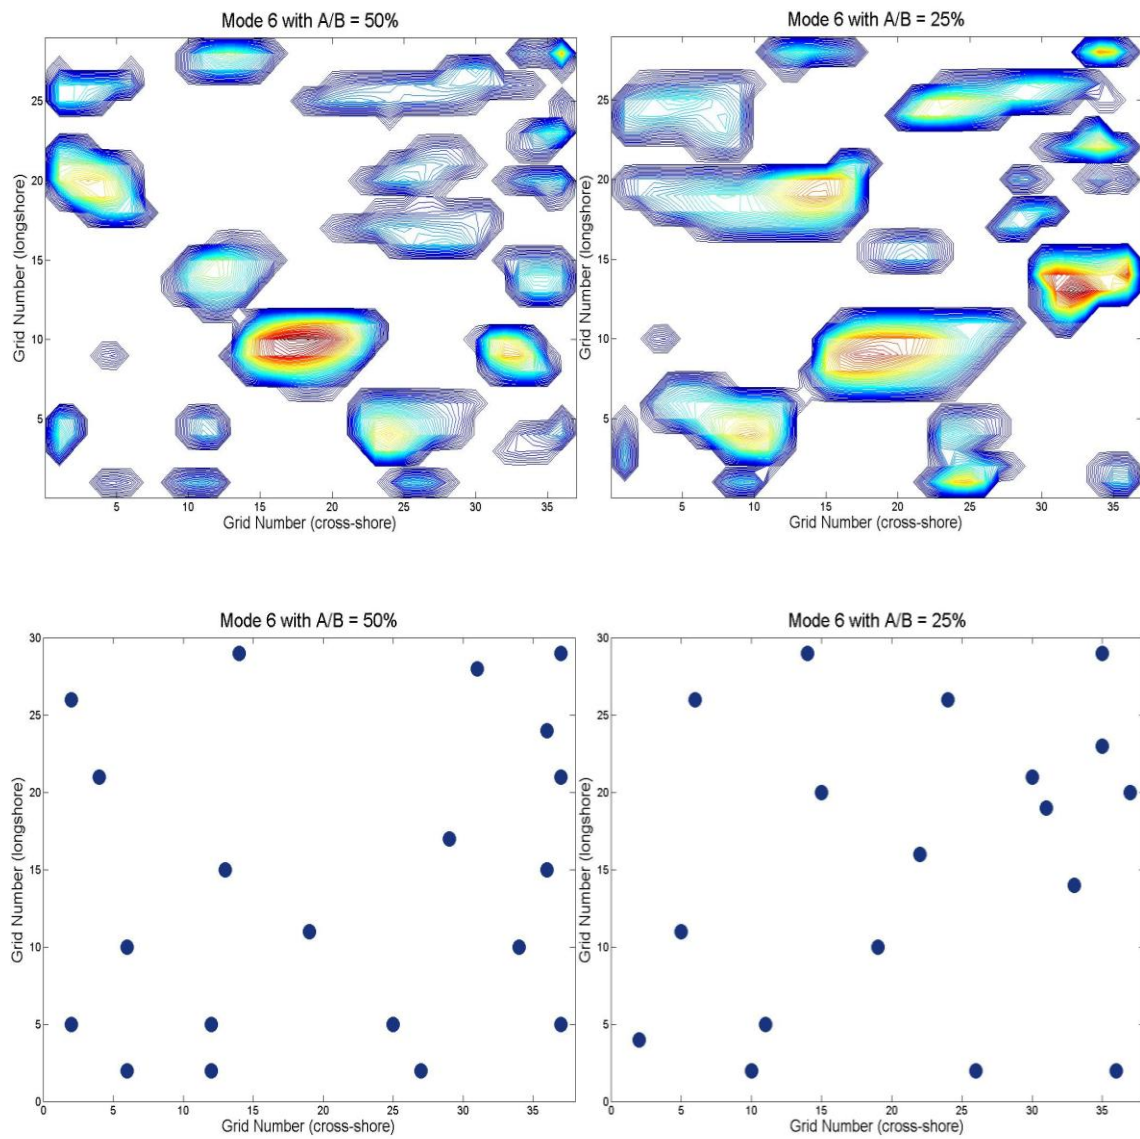 Mode 6 with A/B = 50%
25
20
15
10
5
5 10 15 20 25 30 35
Grid Number (longshore)
Grid Number (cross-shore)
Mode 6 with A/B = 25%
25
20
15
10
5
5 10 15 20 25 30 35
Grid Number (longshore)
Grid Number (cross-shore)
Mode 6 with A/B = 50%
30
25
20
15
10
5
0
0 5 10 15 20 25 30 35
Grid Number (longshore)
Grid Number (cross-shore)
Mode 6 with A/B = 25%
30
25
20
15
10
5
0
0 5 10 15 20 25 30 35
Grid Number (longshore)
Grid Number (cross-shore)